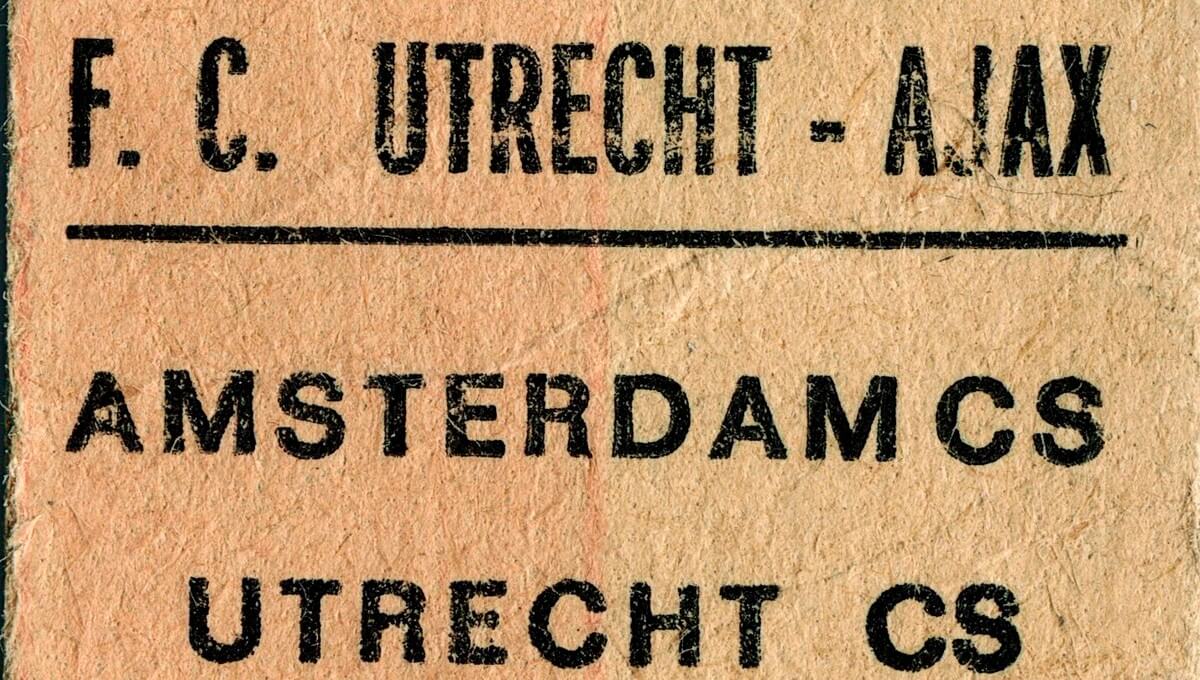 F. C. UTRECHT - AJAX
AMSTERDAM CS
UTRECHT CS